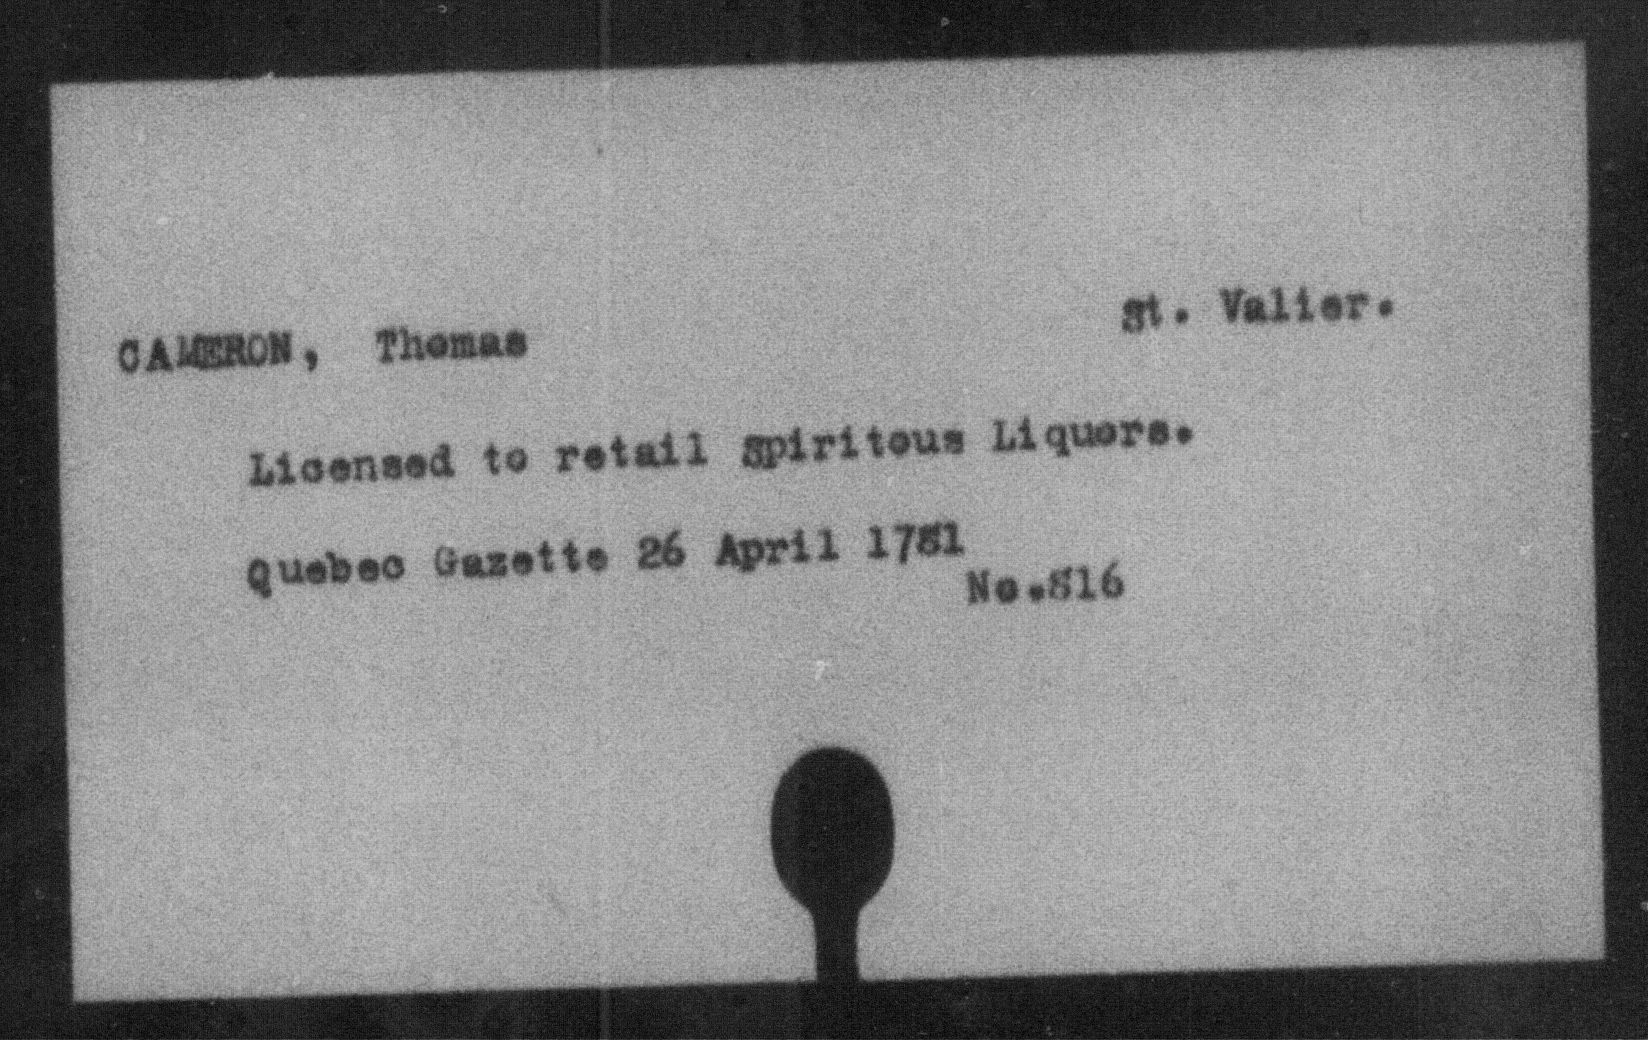 CAMERON, Thomas St. Valier.
Licensed to retail Spiritous Liquors.
Quebec Gazette 26 April 1781
No.816